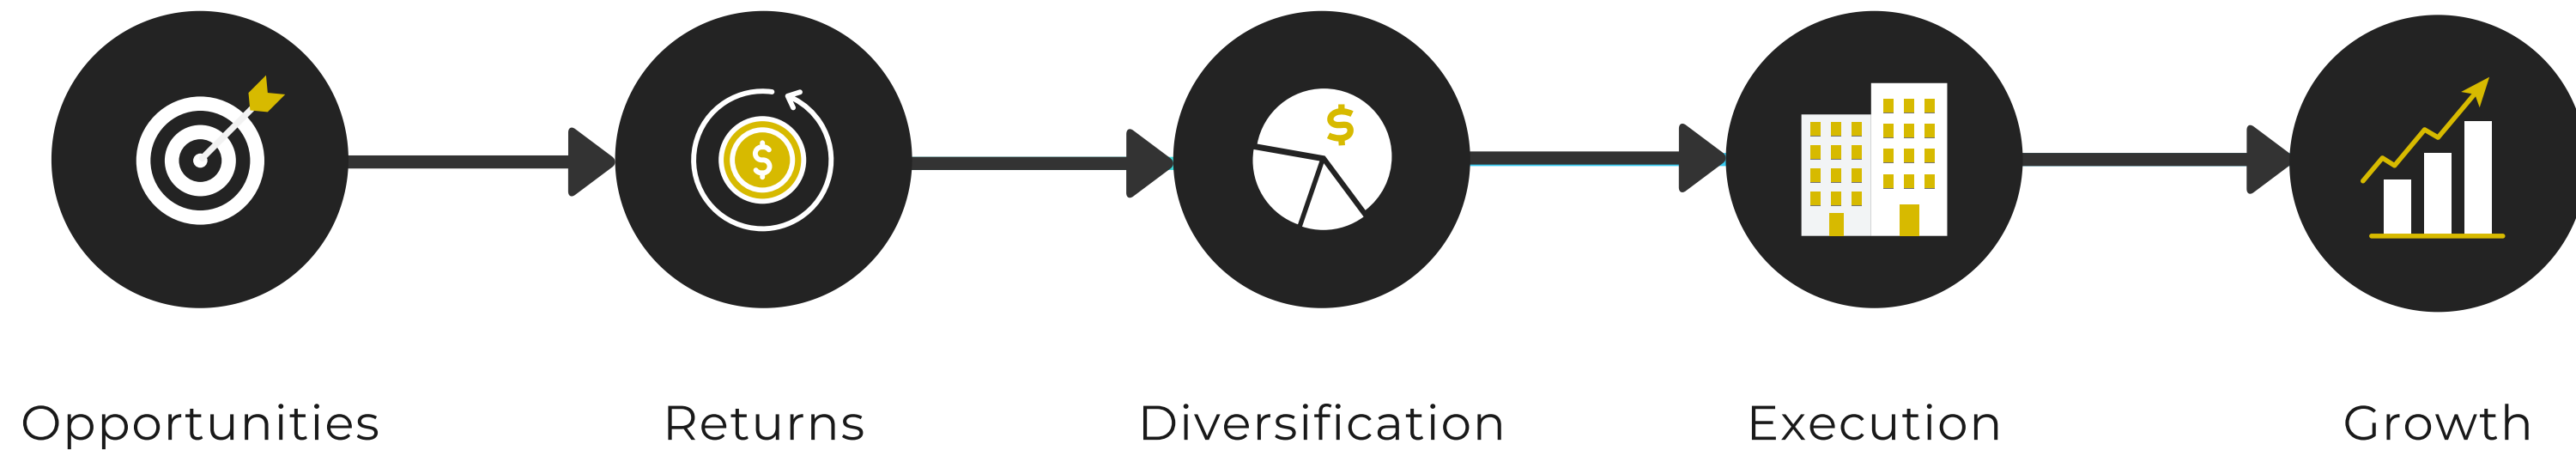 $
$
Opportunities
Returns
Diversification
Execution
Growth